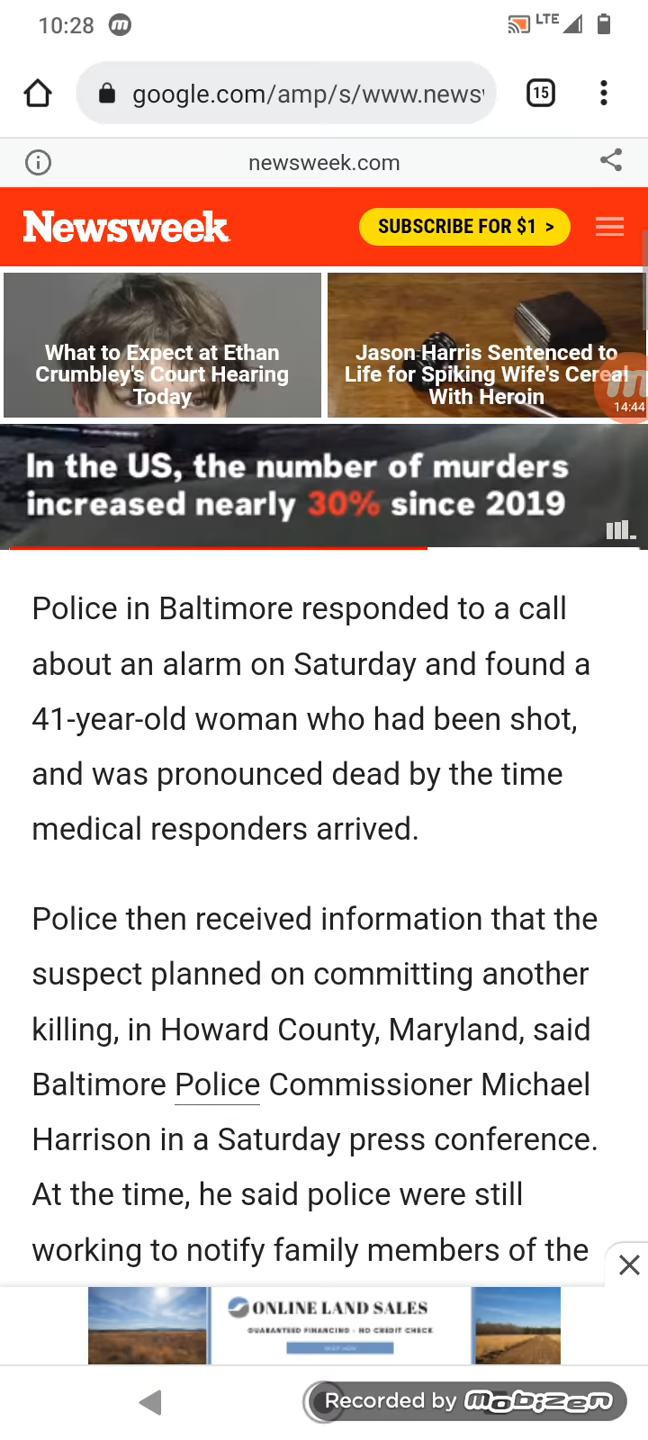 10:28
LTE
google.com/amp/s/www.news
15
newsweek.com
Newsweek
SUBSCRIBE FOR $1 >
What to Expect at Ethan
Crumbley's Court Hearing
Today
Jason Harris Sentenced to
Life for Spiking Wife's Cereal
With Heroin
14:44
In the US, the number of murders
increased nearly 30% since 2019
Police in Baltimore responded to a call
about an alarm on Saturday and found a
41-year-old woman who had been shot,
and was pronounced dead by the time
medical responders arrived.
Police then received information that the
suspect planned on committing another
killing, in Howard County, Maryland, said
Baltimore Police Commissioner Michael
Harrison in a Saturday press conference.
At the time, he said police were still
working to notify family members of the
ONLINE LAND SALES
GUARANTEED FINANCING - NO CREDIT CHECK
Recorded by mobizen